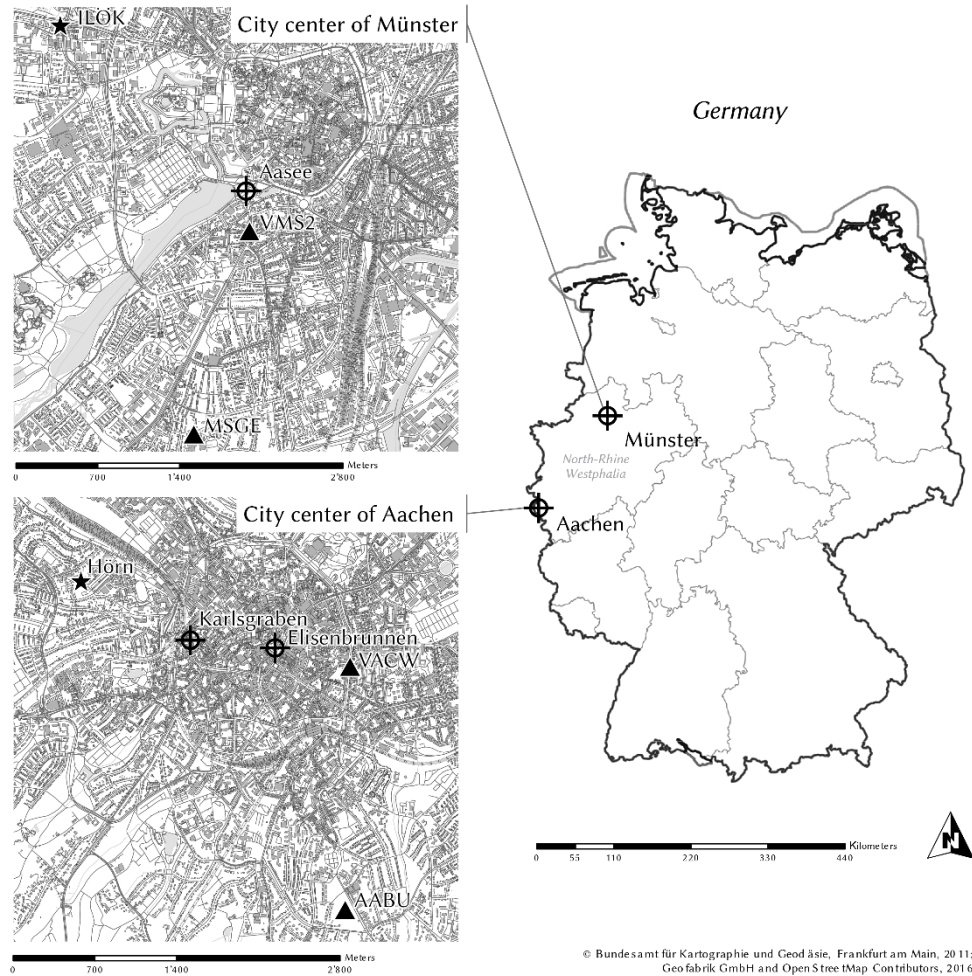 ILÖK
City center of Münster
Aasee
VMS2
MSGE
Meters
0 700 1'400 2'800
City center of Aachen
Hörn
Karlsgraben
Elisenbrunnen
VACW
AABU
Meters
0 700 1'400 2'800
Germany
Münster
North-Rhine
Westphalia
Aachen
Kilometers
0 55 110 220 330 440
N
© Bundesamt für Kartographie und Geodäsie, Frankfurt am Main, 2011
Geofabrik GmbH and OpenStreetMap Contributors, 2016